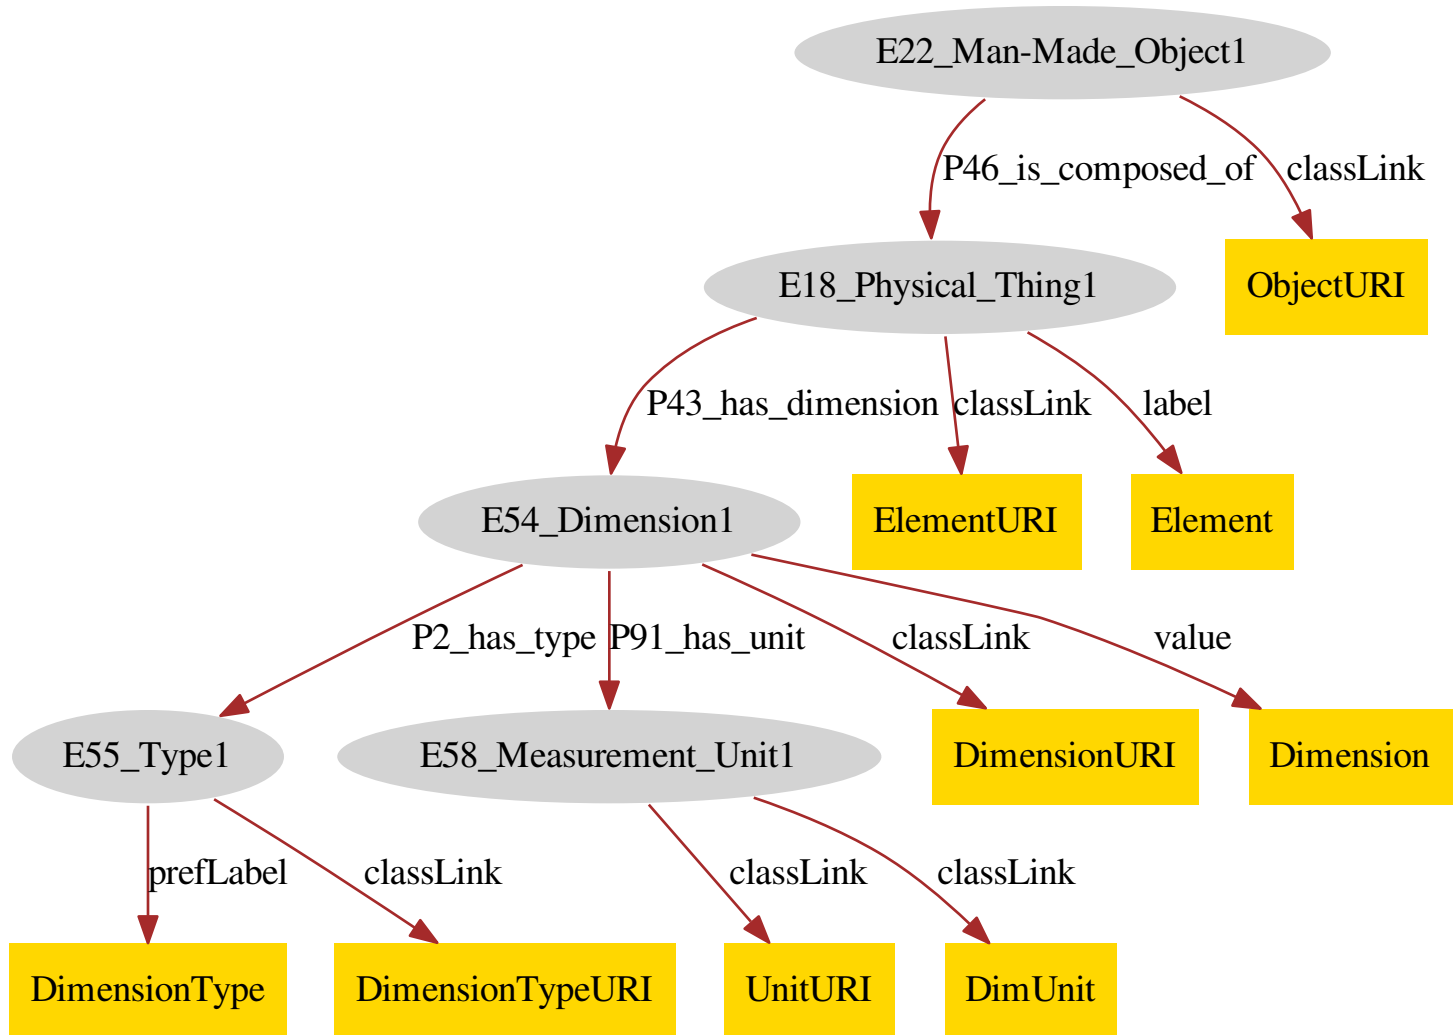 E22_Man-Made_Object1
P46_is_composed_of
classLink
E18_Physical_Thing1
ObjectURI
P43_has_dimension
classLink
label
E54_Dimension1
ElementURI
Element
P2_has_type
P91_has_unit
classLink
value
E55_Type1
E58_Measurement_Unit1
DimensionURI
Dimension
prefLabel
classLink
classLink
classLink
DimensionType
DimensionTypeURI
UnitURI
DimUnit